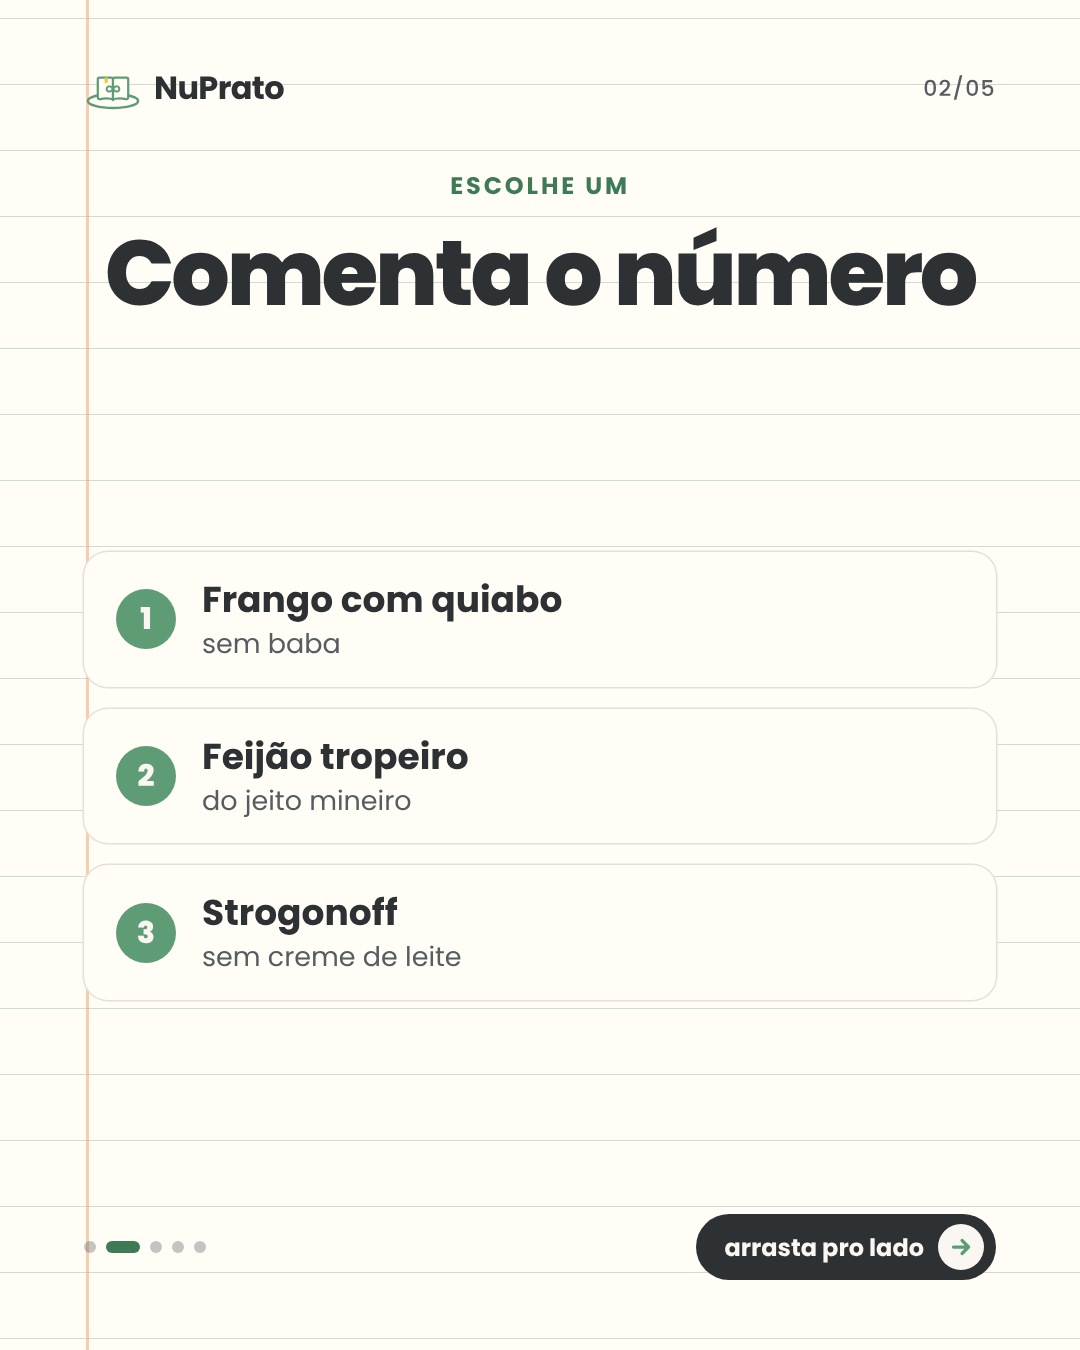 NuPrato
02/05
ESCOLHE UM
Comenta o número
1
Frango com quiabo
sem baba
2
Feijão tropeiro
do jeito mineiro
3
Strogonoff
sem creme de leite
arrasta pro lado